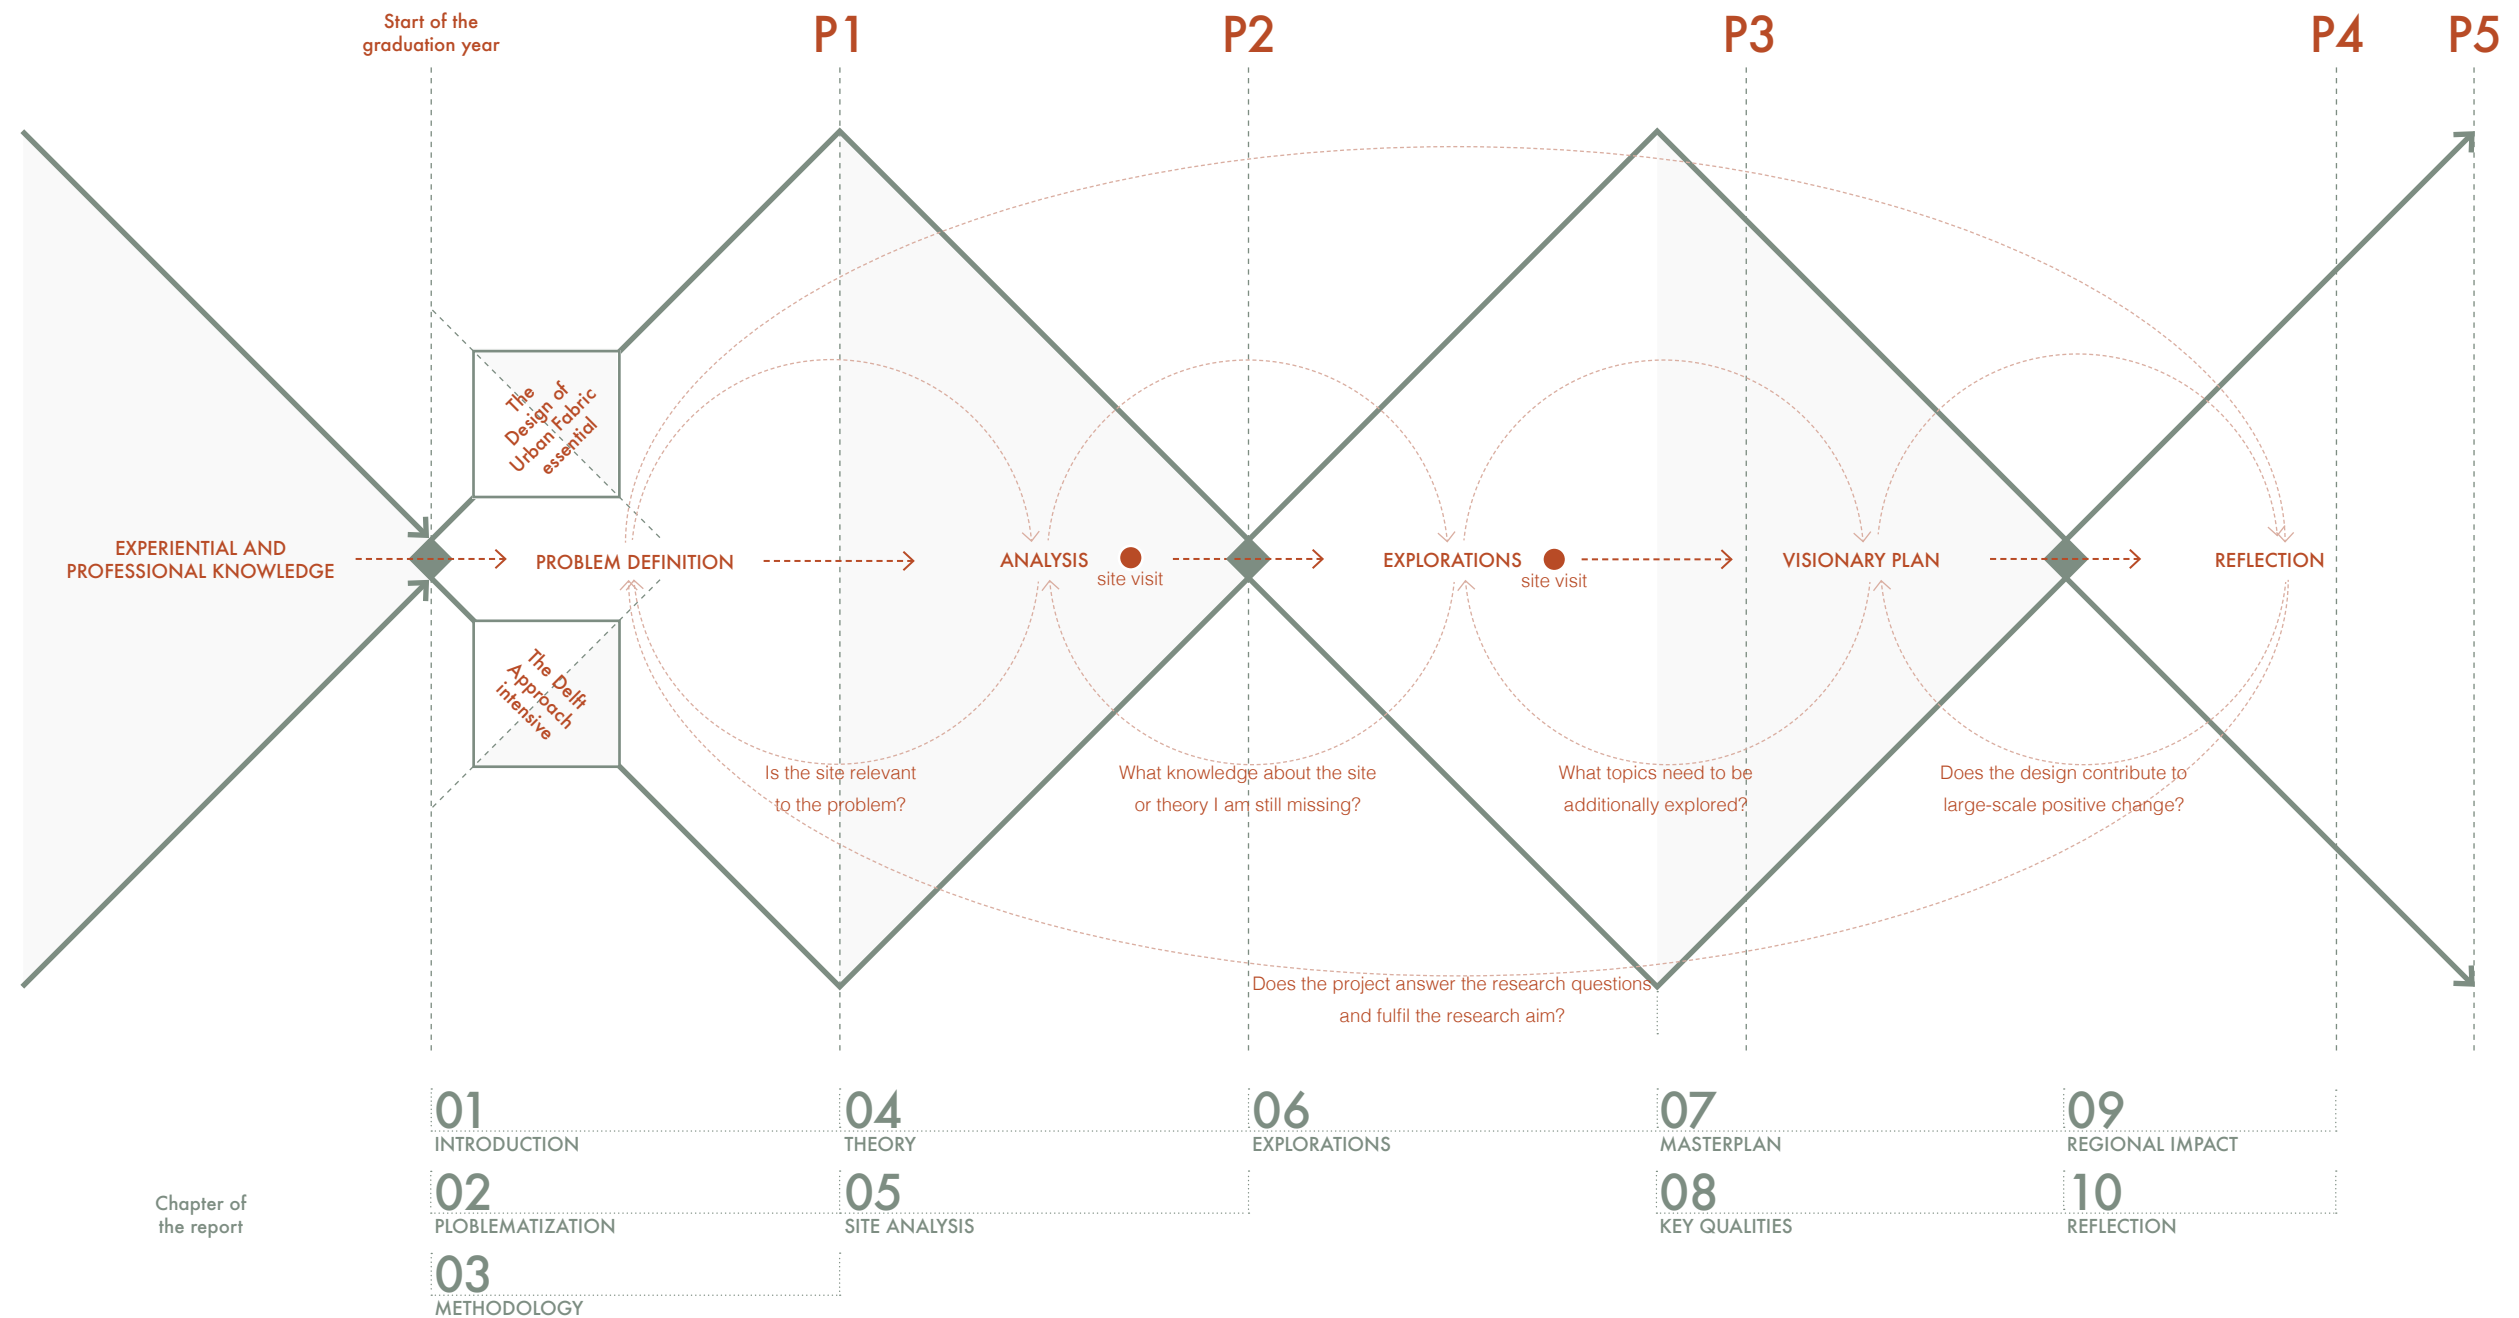 Start of the
graduation year
P1
P2
P3
P4
P5
The
Design of
Urban Fabric
essential
EXPERIENTIAL AND
PROFESSIONAL KNOWLEDGE
PROBLEM DEFINITION
ANALYSIS
site visit
EXPLORATIONS
site visit
VISIONARY PLAN
REFLECTION
The Delft
Approach
intensive
Is the site relevant
to the problem?
What knowledge about the site
or theory I am still missing?
What topics need to be
additionally explored?
Does the design contribute to
large-scale positive change?
Does the project answer the research questions
and fulfil the research aim?
Chapter of
the report
01
INTRODUCTION
02
PLOBLEMATIZATION
03
METHODOLOGY
04
THEORY
05
SITE ANALYSIS
06
EXPLORATIONS
07
MASTERPLAN
08
KEY QUALITIES
09
REGIONAL IMPACT
10
REFLECTION